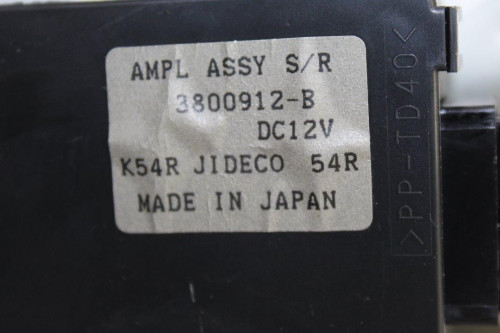 AMPL ASSY S/R
3800912-B
DC12V
K54R JIDECO 54R
MADE IN JAPAN
>PP-TD40<